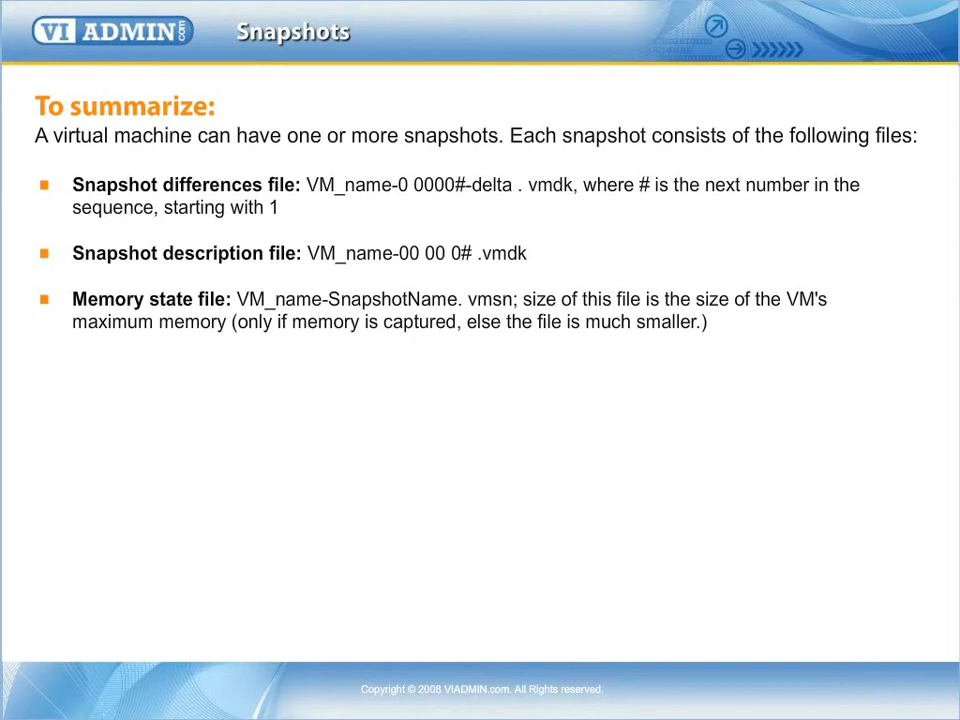 VI ADMIN.com
Snapshots
To summarize:
A virtual machine can have one or more snapshots. Each snapshot consists of the following files:
Snapshot differences file: VM_name-0 0000#-delta . vmdk, where # is the next number in the
sequence, starting with 1
Snapshot description file: VM_name-00 00 0# .vmdk
Memory state file: VM_name-SnapshotName. vmsn; size of this file is the size of the VM's
maximum memory (only if memory is captured, else the file is much smaller.)
Copyright © 2008 VIADMIN.com. All Rights reserved.